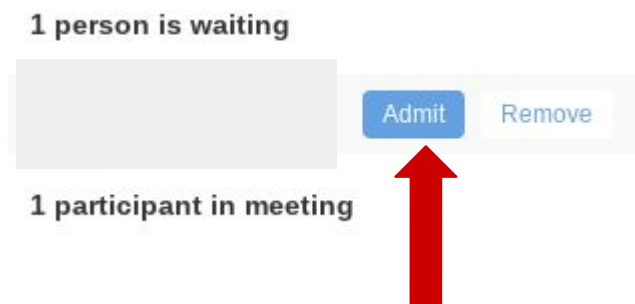 1 person is waiting
Admit Remove
1 participant in meeting